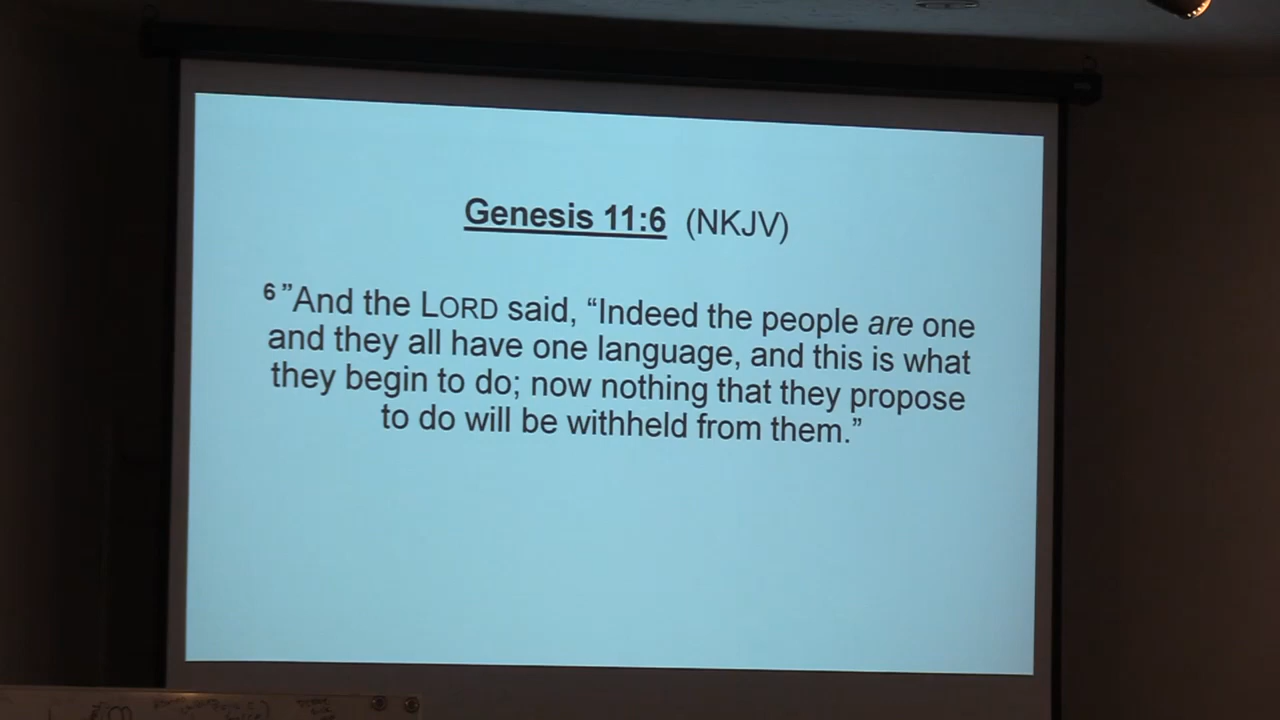 Genesis 11:6 (NKJV)
6 ”And the LORD said, “Indeed the people are one
and they all have one language, and this is what
they begin to do; now nothing that they propose
to do will be withheld from them.”